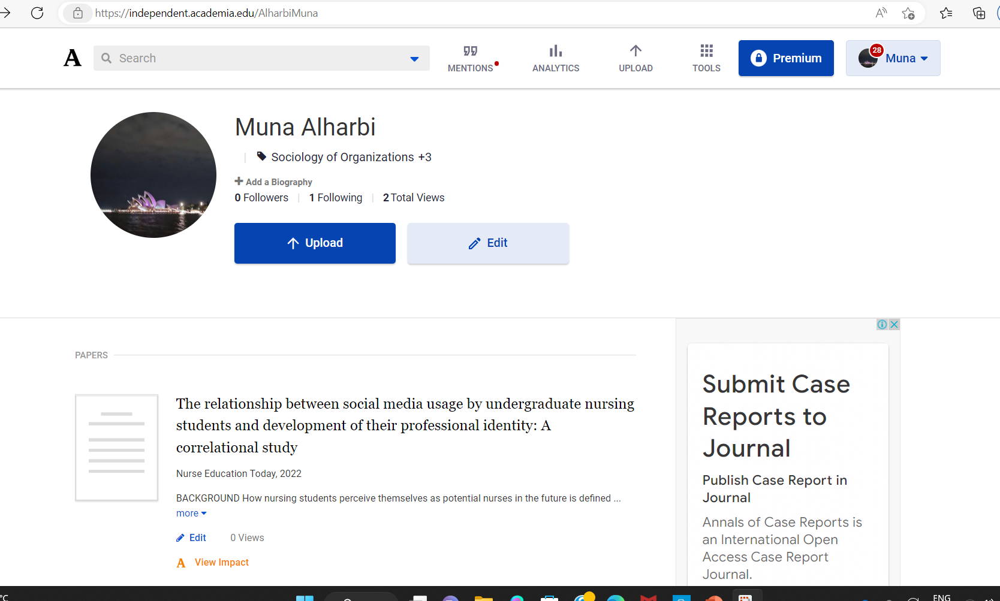 https://independent.academia.edu/AlharbiMuna
A
Search
MENTIONS
ANALYTICS
UPLOAD
TOOLS
Premium
28
Muna
Muna Alharbi
Sociology of Organizations +3
Add a Biography
0 Followers | 1 Following | 2 Total Views
Upload
Edit
PAPERS
The relationship between social media usage by undergraduate nursing
students and development of their professional identity: A
correlational study
Nurse Education Today, 2022
BACKGROUND How nursing students perceive themselves as potential nurses in the future is defined ...
more
Edit
0 Views
A View Impact
Submit Case
Reports to
Journal
Publish Case Report in
Journal
Annals of Case Reports is
an International Open
Access Case Report
Journal.
°C
ENG